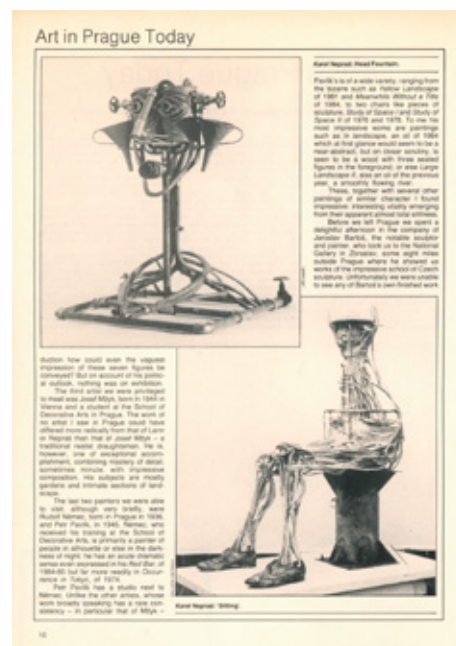 Art in Prague Today
Karel Nepraš: Head Fountain.
Pavlík's is of a wide variety, ranging from
the bizarre such as Yellow Landscape
of 1981 and Meanwhile Without a Title
of 1984, to two chairs like pieces of
sculpture, Study of Space I and Study of
Space II of 1976 and 1978. To me his
most impressive works are paintings
such as in landscape, an oil of 1984
which at first glance would seem to be a
near-abstract, but on closer scrutiny, is
seen to be a wood with three seated
figures in the foreground; or else Large
Landscape II, also an oil of the previous
year, a smoothly flowing river.
These, together with several other
paintings of similar character I found
impressive: interesting vitality emerging
from their apparent almost total stillness.
Before we left Prague we spent a
delightful afternoon in the company of
Jaroslav Bartoš, the notable sculptor
and painter, who took us to the National
Gallery in Zbraslav, some eight miles
outside Prague where he showed us
works of the impressive school of Czech
sculpture. Unfortunately we were unable
to see any of Bartoš's own finished work
duction how could even the vaguest
impression of these seven figures be
conveyed? But on account of his politic-
al outlook, nothing was on exhibition.
The third artist we were privileged
to meet was Josef Mžyk, born in 1944 in
Vienna and a student at the School of
Decorative Arts in Prague. The work of
no artist I saw in Prague could have
differed more radically from that of
or Nepraš than that of Josef Mžyk – a
traditional realist draughtsman. He is,
however, one of exceptional accom-
plishment, combining mastery of detail,
sometimes minute, with impressive
composition. His subjects are mostly
gardens and intimate sections of land-
scape.
The last two painters we were able
to visit, although very briefly, were
Rudolf Němec, born in Prague in 1936,
and Petr Pavlík, in 1945. Němec, who
received his training at the School of
Decorative Arts, is primarily a painter of
people in silhouette or else in the dark-
ness of night: he has an acute dramatic
sense even expressed in his Red Bar, of
1984-85 but far more readily in Occur-
rence in Tokyo, of 1974.
Petr Pavlík has a studio next to
Němec. Unlike the other artists, whose
work broadly speaking has a rare con-
sistency – in particular that of Mžyk –
Karel Nepraš: 'Sitting'.
10